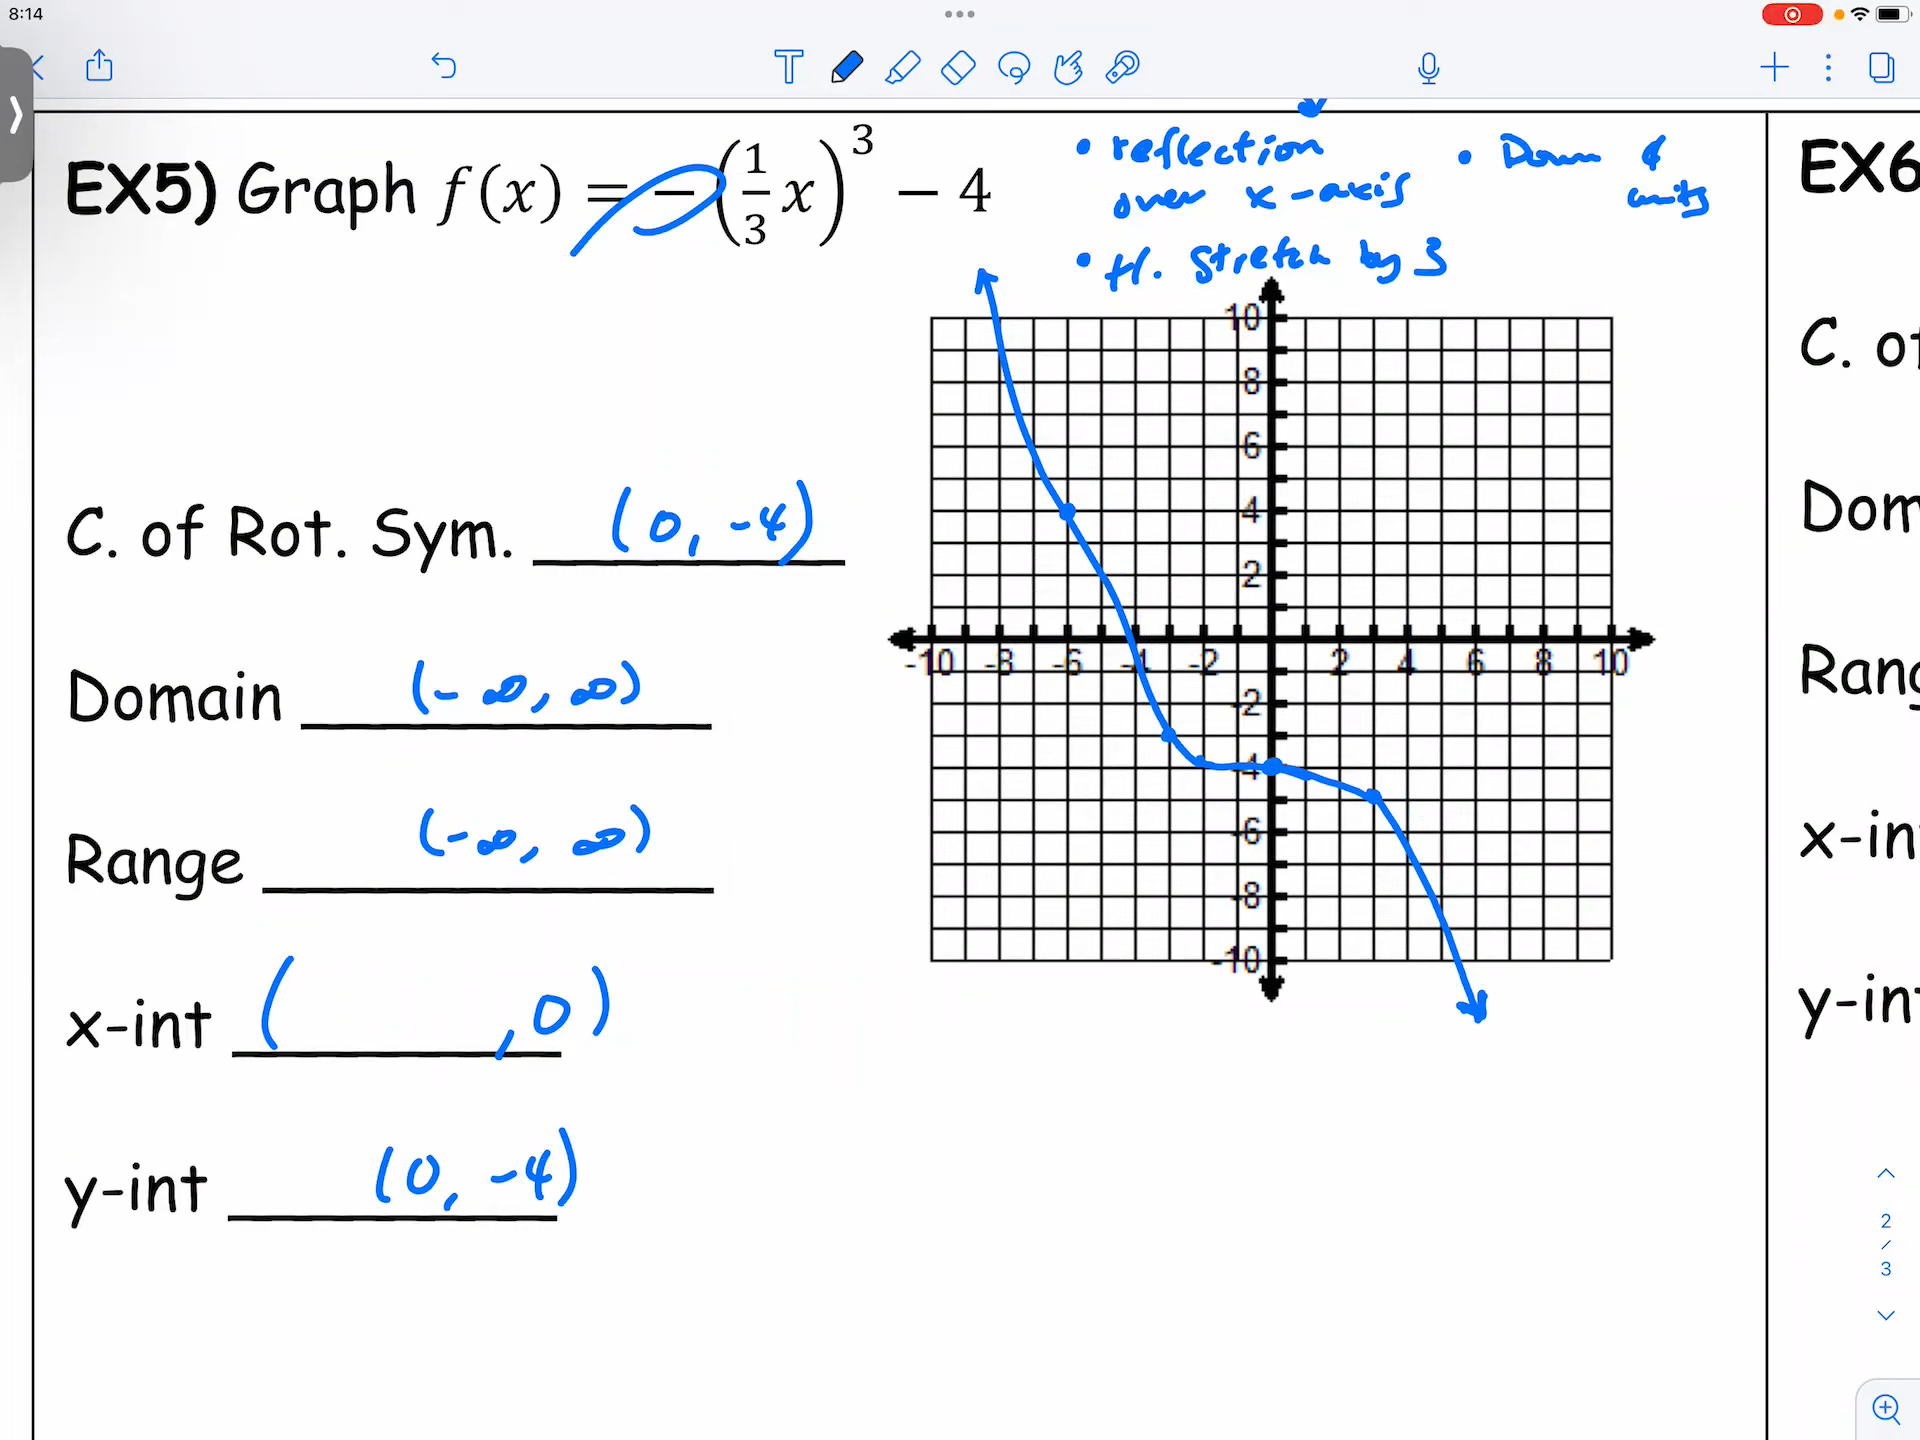 8:14
EX5) Graph f(x) = −(1/3 x)³ − 4
• reflection over x-axis
• Down 4 units
• H. Stretch by 3
C. of Rot. Sym. (0, -4)
Domain (-∞, ∞)
Range (-∞, ∞)
x-int ( , 0)
y-int (0, -4)
10
8
6
4
2
-10 -8 -6 -4 -2 2 4 6 8 10
-2
-4
-6
-8
-10
EX6
C. of
Dom
Rang
x-int
y-int
2
/
3